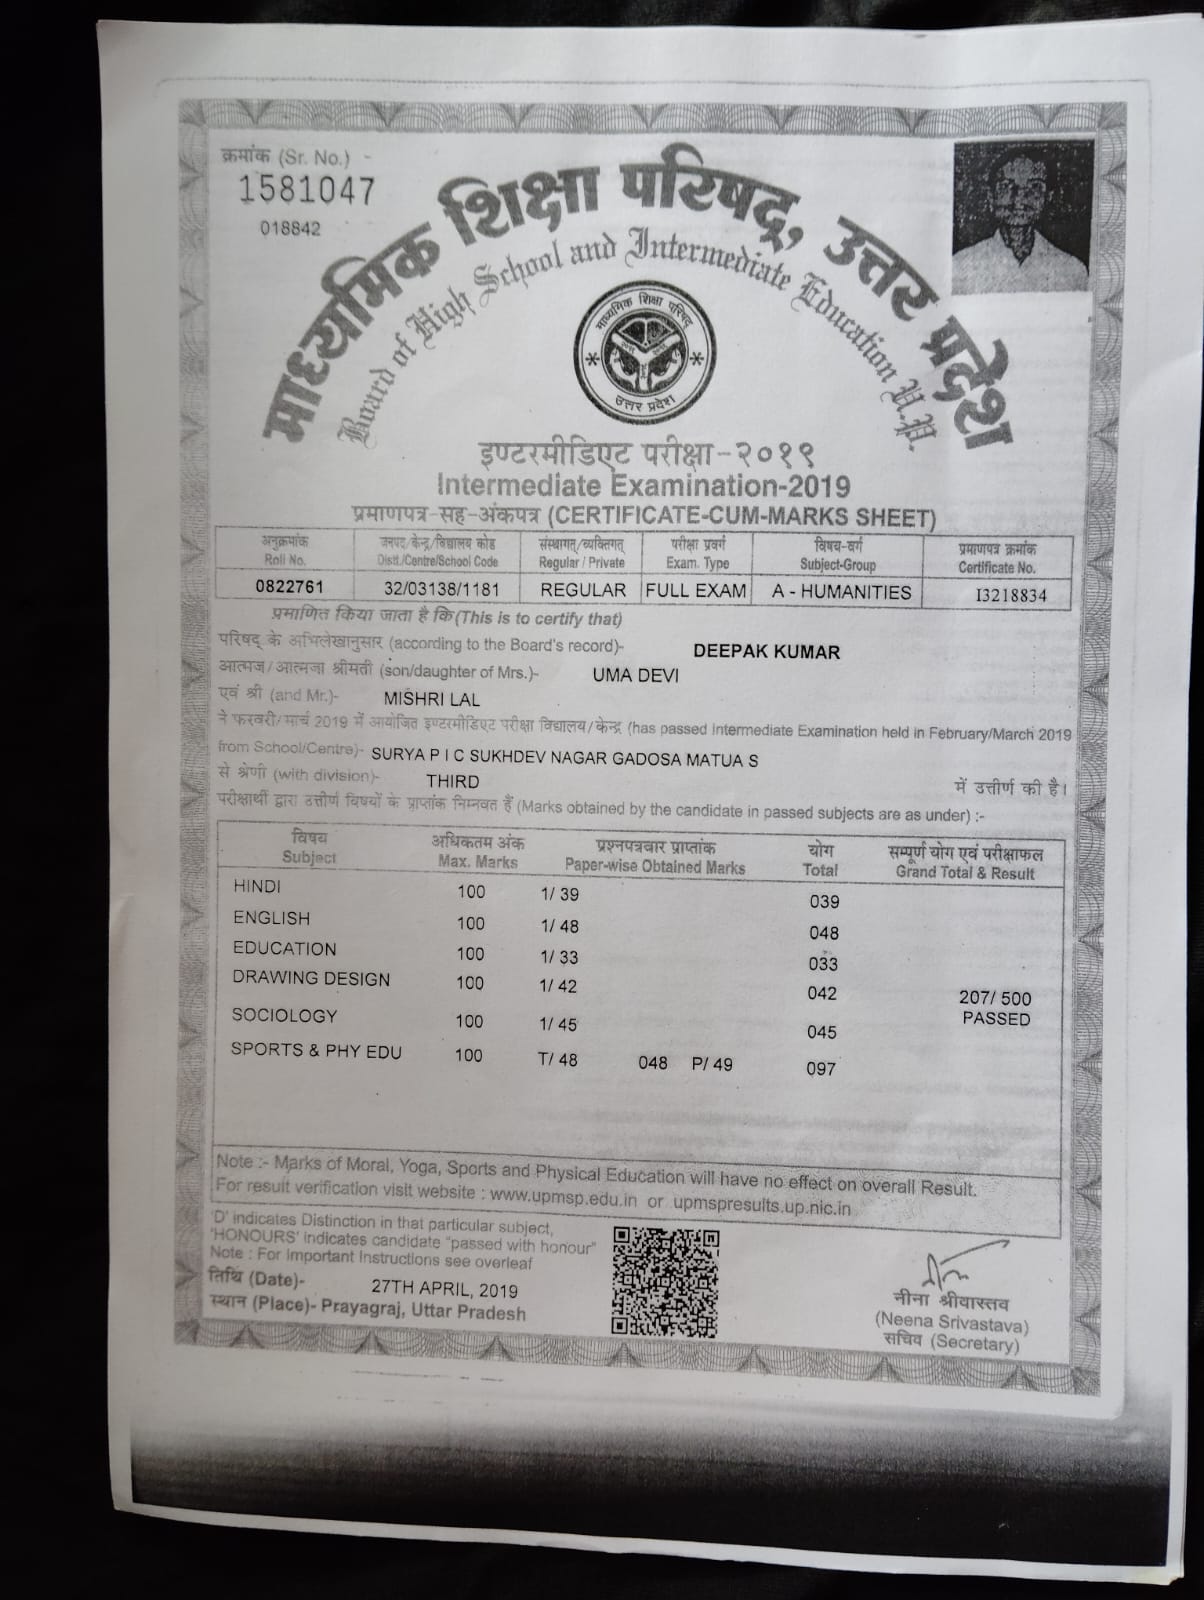 क्रमांक (Sr. No.) -
1581047
018842
माध्यमिक शिक्षा परिषद्, उत्तर प्रदेश
Board of High School and Intermediate Education U.P.
माध्यमिक शिक्षा परिषद
उत्तर प्रदेश
इण्टरमीडिएट परीक्षा-२०१९
Intermediate Examination-2019
प्रमाणपत्र-सह-अंकपत्र (CERTIFICATE-CUM-MARKS SHEET)
अनुक्रमांक जनपद/केन्द्र/विद्यालय कोड संस्थागत/व्यक्तिगत परीक्षा प्रवर्ग विषय-वर्ग प्रमाणपत्र क्रमांक
Roll No. Distt./Centre/School Code Regular / Private Exam. Type Subject-Group Certificate No.
0822761 32/03138/1181 REGULAR FULL EXAM A - HUMANITIES I3218834
प्रमाणित किया जाता है कि (This is to certify that)
परिषद् के अभिलेखानुसार (according to the Board's record)- DEEPAK KUMAR
आत्मज/आत्मजा श्रीमती (son/daughter of Mrs.)- UMA DEVI
एवं श्री (and Mr.)- MISHRI LAL
ने फरवरी/मार्च 2019 में आयोजित इण्टरमीडिएट परीक्षा विद्यालय/केन्द्र (has passed Intermediate Examination held in February/March 2019
from School/Centre)- SURYA P I C SUKHDEV NAGAR GADOSA MATUA S
से श्रेणी (with division)- THIRD में उत्तीर्ण की है।
परीक्षार्थी द्वारा उत्तीर्ण विषयों के प्राप्तांक निम्नवत हैं (Marks obtained by the candidate in passed subjects are as under) :-
विषय अधिकतम अंक प्रश्नपत्रवार प्राप्तांक योग सम्पूर्ण योग एवं परीक्षाफल
Subject Max. Marks Paper-wise Obtained Marks Total Grand Total & Result
HINDI 100 1/ 39 039
ENGLISH 100 1/ 48 048
EDUCATION 100 1/ 33 033
DRAWING DESIGN 100 1/ 42 042 207/ 500
PASSED
SOCIOLOGY 100 1/ 45 045
SPORTS & PHY EDU 100 T/ 48 048 P/ 49 097
Note :- Marks of Moral, Yoga, Sports and Physical Education will have no effect on overall Result.
For result verification visit website : www.upmsp.edu.in or upmspresults.up.nic.in
'D' indicates Distinction in that particular subject,
'HONOURS' indicates candidate "passed with honour"
Note : For Important Instructions see overleaf
तिथि (Date)- 27TH APRIL, 2019
स्थान (Place)- Prayagraj, Uttar Pradesh
नीना श्रीवास्तव
(Neena Srivastava)
सचिव (Secretary)